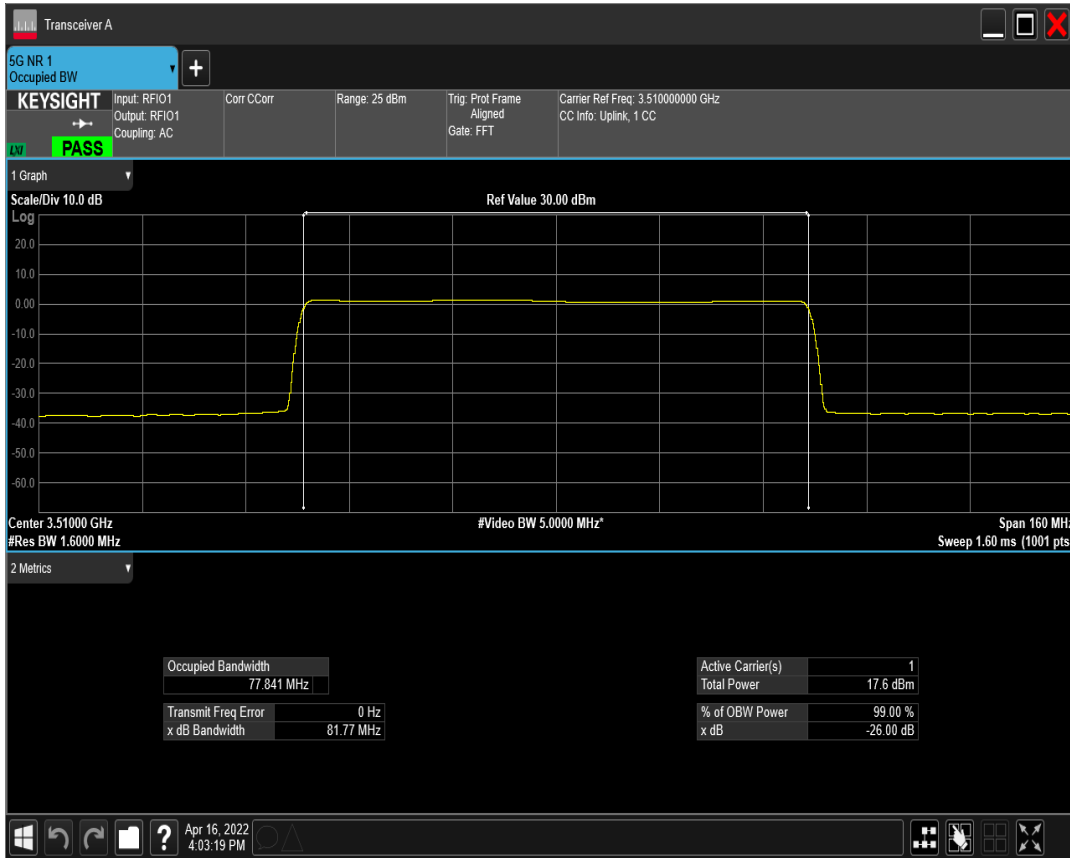 Transceiver A
5G NR 1
Occupied BW
KEYSIGHT
LXI
PASS
Input: RFIO1
Output: RFIO1
Coupling: AC
Corr CCorr
Range: 25 dBm
Trig: Prot Frame
Aligned
Gate: FFT
Carrier Ref Freq: 3.510000000 GHz
CC Info: Uplink, 1 CC
1 Graph
Scale/Div 10.0 dB
Ref Value 30.00 dBm
Log
20.0
10.0
0.00
-10.0
-20.0
-30.0
-40.0
-50.0
-60.0
Center 3.51000 GHz
#Video BW 5.0000 MHz*
Span 160 MHz
#Res BW 1.6000 MHz
Sweep 1.60 ms (1001 pts
2 Metrics
Occupied Bandwidth
77.841 MHz
Transmit Freq Error 0 Hz
x dB Bandwidth 81.77 MHz
Active Carrier(s) 1
Total Power 17.6 dBm
% of OBW Power 99.00 %
x dB -26.00 dB
?
Apr 16, 2022
4:03:19 PM